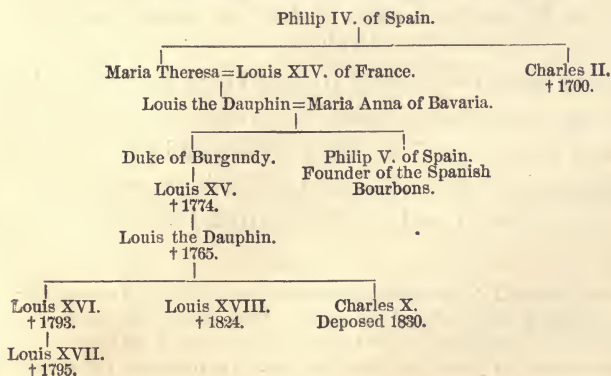 Philip IV. of Spain.
Maria Theresa=Louis XIV. of France. Charles II.
† 1700.
Louis the Dauphin=Maria Anna of Bavaria.
Duke of Burgundy. Philip V. of Spain.
Founder of the Spanish
Louis XV. Bourbons.
† 1774.
Louis the Dauphin.
† 1765.
Louis XVI. Louis XVIII. Charles X.
† 1793. † 1824. Deposed 1830.
Louis XVII.
† 1795.